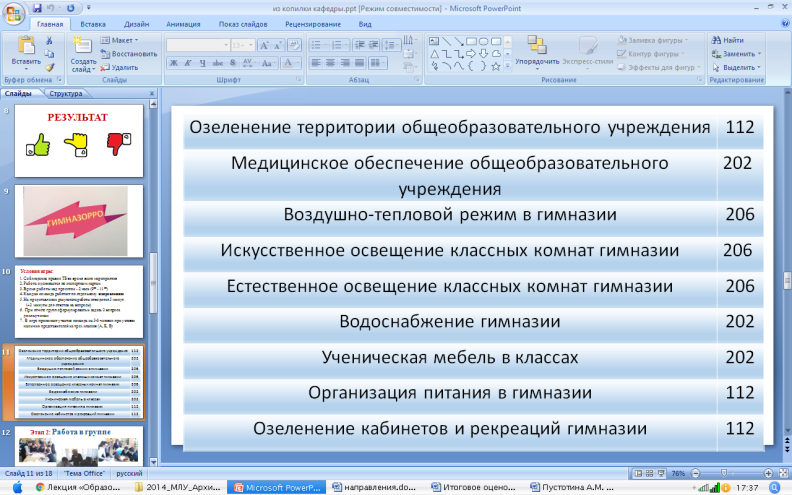 из копилки кафедры.ppt [Режим совместимости] - Microsoft PowerPoint
Главная Вставка Дизайн Анимация Показ слайдов Рецензирование Вид
Вставить
Создать слайд
Макет
Восстановить
Удалить
Ж К Ч abc S AV Aa A
Упорядочить
Экспресс-стили
Заливка фигуры
Контур фигуры
Эффекты для фигур
Найти
Заменить
Выделить
Буфер обмена Слайды Шрифт Абзац Рисование Редактирование
Слайды Структура
8
РЕЗУЛЬТАТ
9
ГИМНАЗОРРО
10
Условия игры:
11
12
Этап 2: Работа в группе
Озеленение территории общеобразовательного учреждения 112
Медицинское обеспечение общеобразовательного 202
учреждения
Воздушно-тепловой режим в гимназии 206
Искусственное освещение классных комнат гимназии 206
Естественное освещение классных комнат гимназии 206
Водоснабжение гимназии 202
Ученическая мебель в классах 202
Организация питания в гимназии 112
Озеленение кабинетов и рекреаций гимназии 112
Слайд 11 из 18 "Тема Office" русский 76%
Лекция «Образо... 2014_МЛУ_Архи... Microsoft PowerP... направления.do... Итоговое оцено... Пустотина А.М. ... 17:37